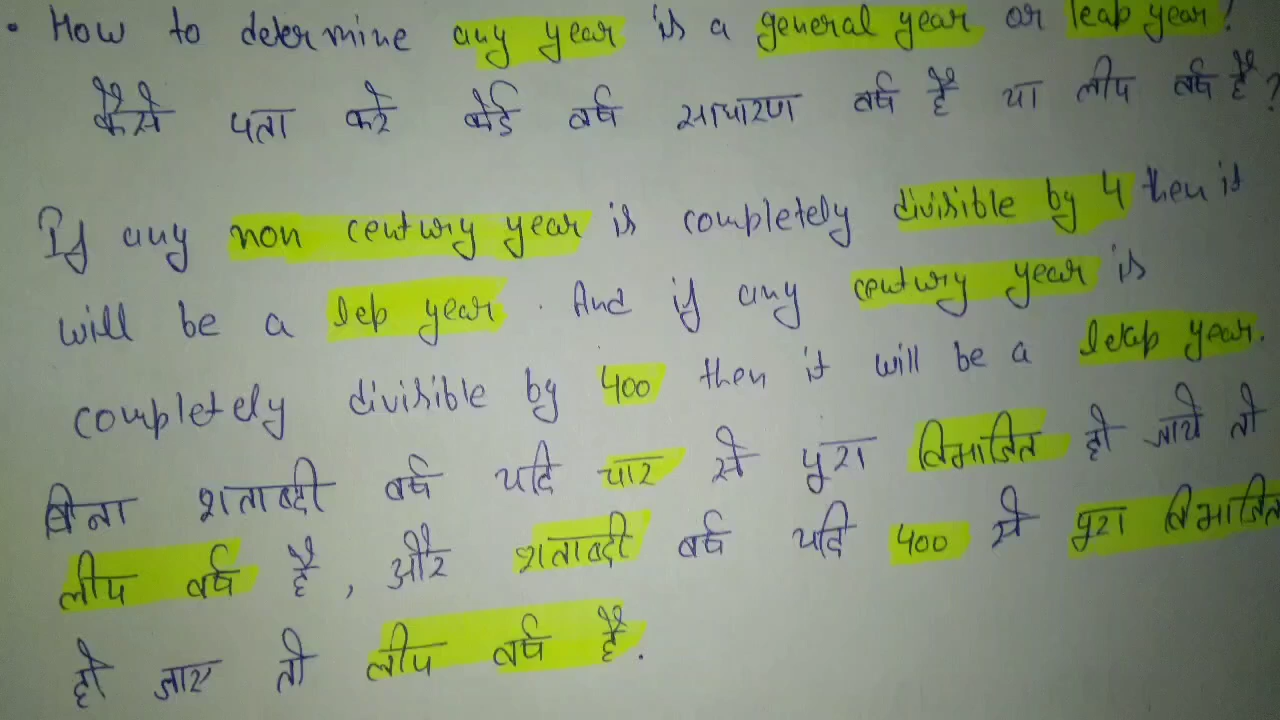 • How to determine any year is a general year or leap year?
कैसे पता करे कोई वर्ष साधारण वर्ष है या लीप वर्ष है?
If any non century year is completely divisible by 4 then it
will be a lep year. And if any century year is
completely divisible by 400 then it will be a leap year.
बिना शताब्दी वर्ष यदि चार से पुरा विभाजित हो जाये तो
लीप वर्ष है, और शताब्दी वर्ष यदि 400 से पुरा विभाजित
हो जाए तो लीप वर्ष है.